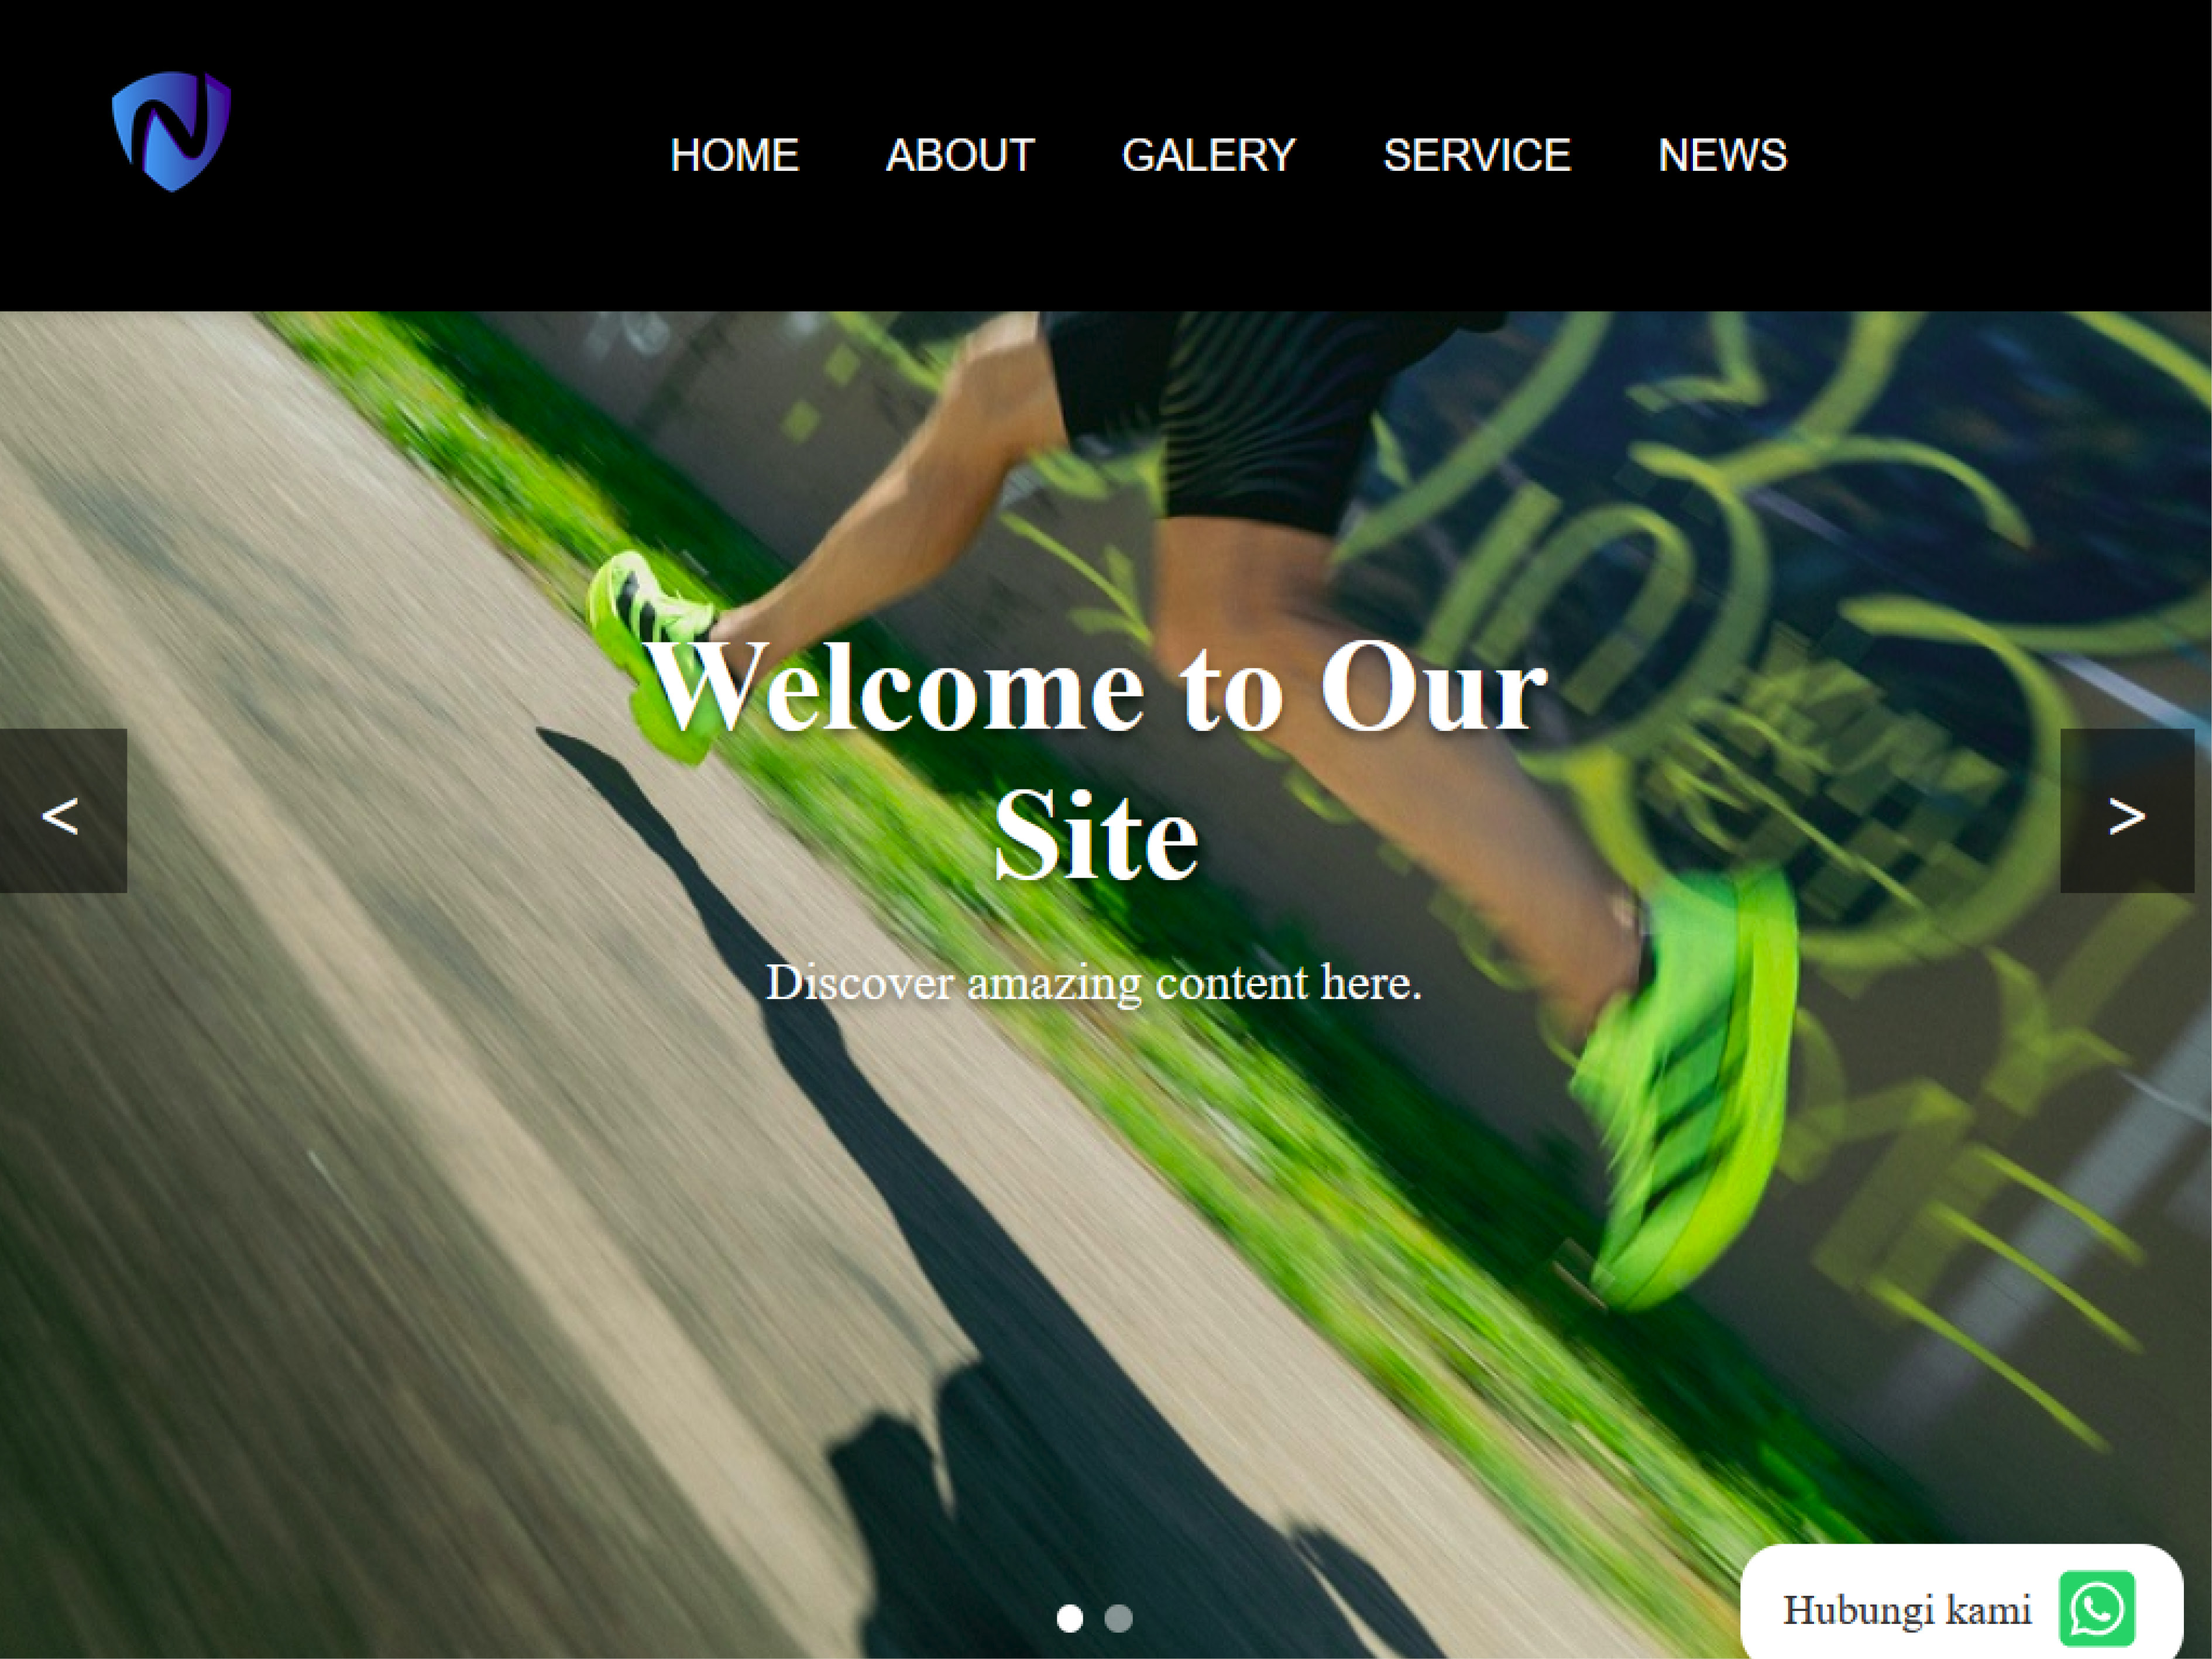 HOME ABOUT GALERY SERVICE NEWS
Welcome to Our
Site
Discover amazing content here.
< >
Hubungi kami